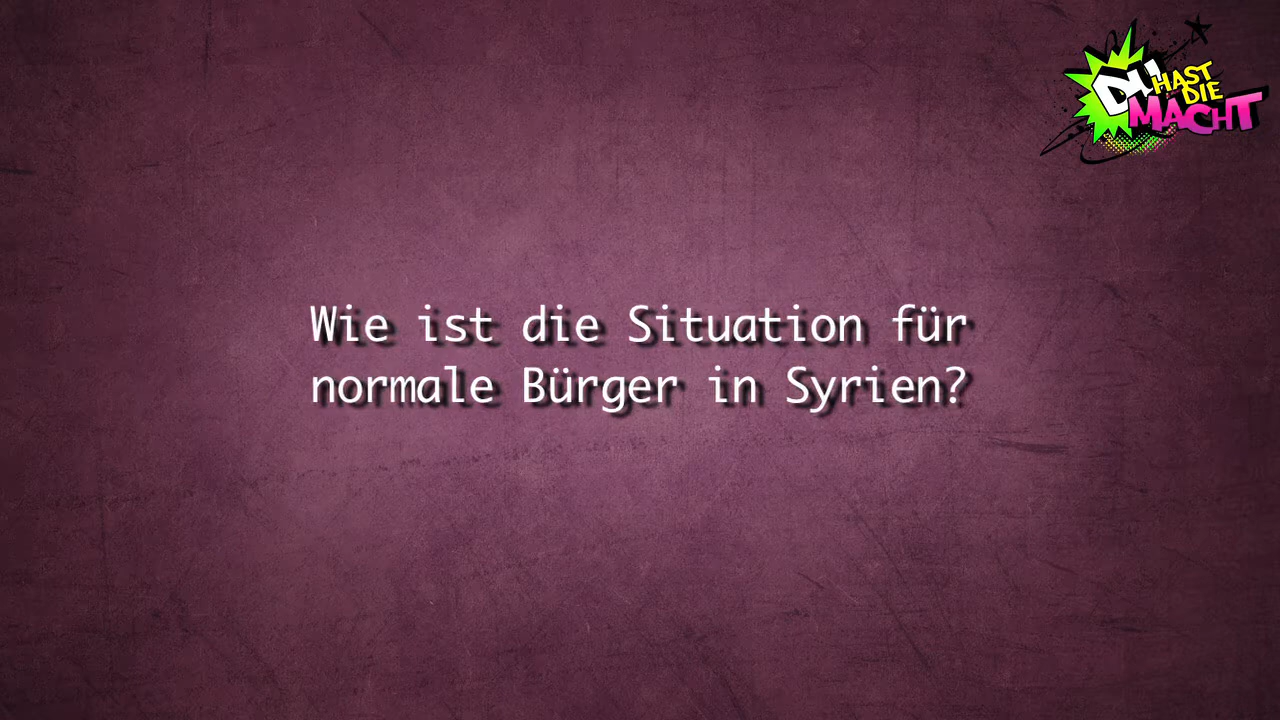 DU HAST
DIE
MACHT
Wie ist die Situation für
normale Bürger in Syrien?